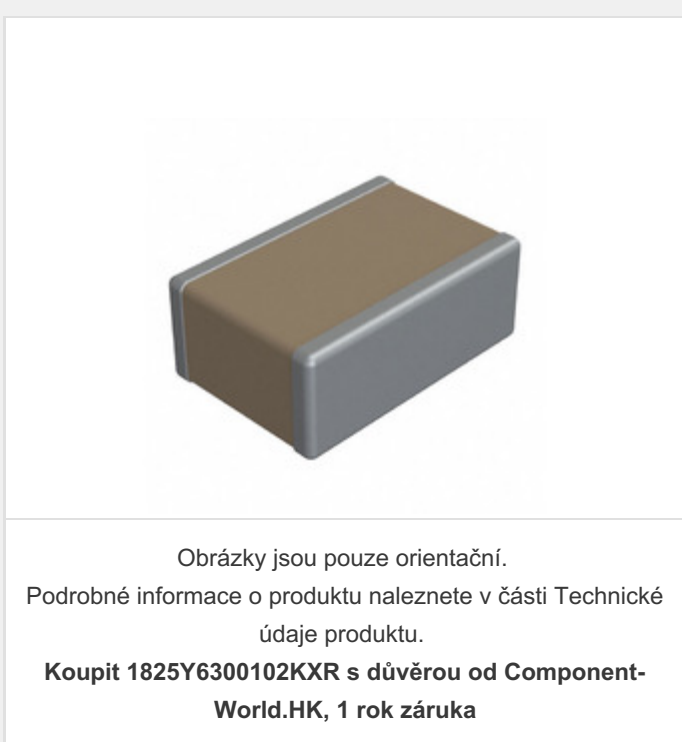 Obrázky jsou pouze orientační.
Podrobné informace o produktu naleznete v části Technické
údaje produktu.
Koupit 1825Y6300102KXR s důvěrou od Component-
World.HK, 1 rok záruka